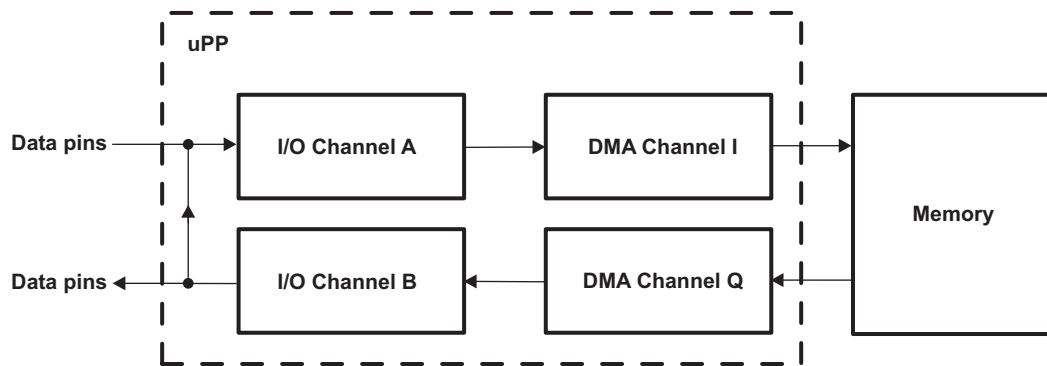 uPP
Data pins
I/O Channel A
DMA Channel I
Memory
Data pins
I/O Channel B
DMA Channel Q